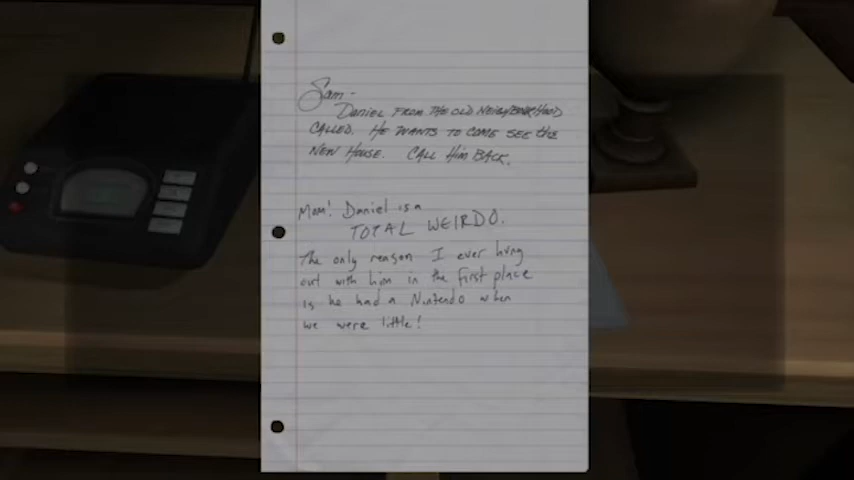 Sam-
Daniel from the old neighborhood
called. He wants to come see the
new house. Call him back.
Mom! Daniel is a
TOTAL WEIRDO.
The only reason I ever hung
out with him in the first place
is he had a Nintendo when
we were little!